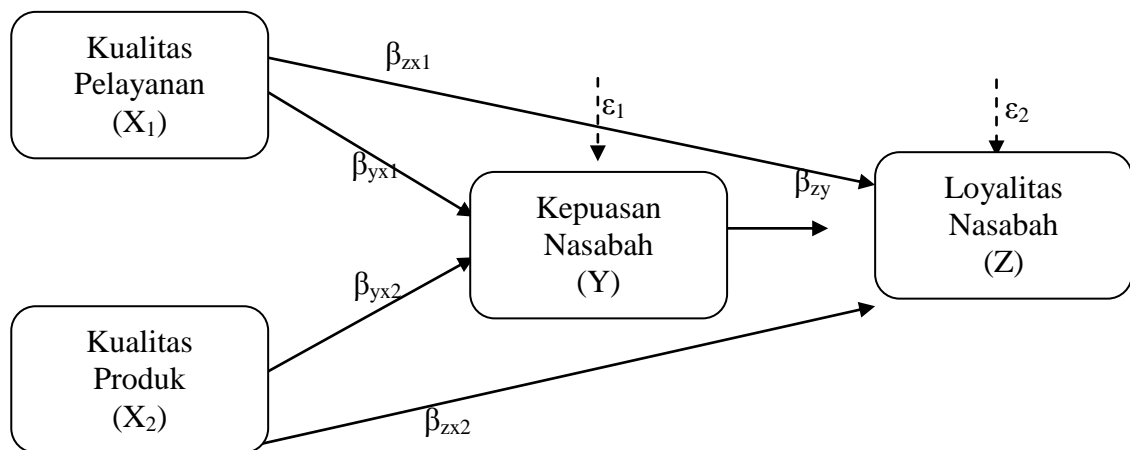 Kualitas
Pelayanan
(X₁)
βzx1
ε₁
ε₂
βyx1
Kepuasan
Nasabah
(Y)
βzy
Loyalitas
Nasabah
(Z)
βyx2
Kualitas
Produk
(X₂)
βzx2